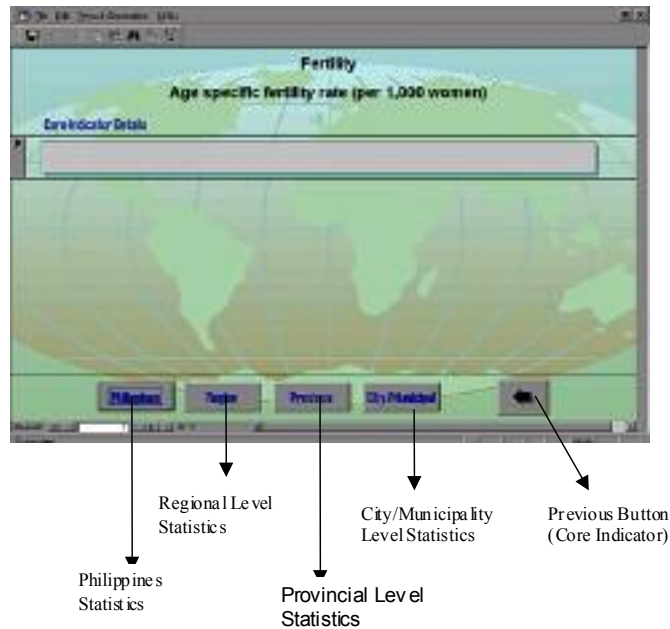 Fertility
Age specific fertility rate (per 1,000 women)
Core Indicator Details
Philippines Region Province City/Municipal
Regional Level
Statistics
City/Municipality
Level Statistics
Previous Button
(Core Indicator)
Philippines
Statistics
Provincial Level
Statistics